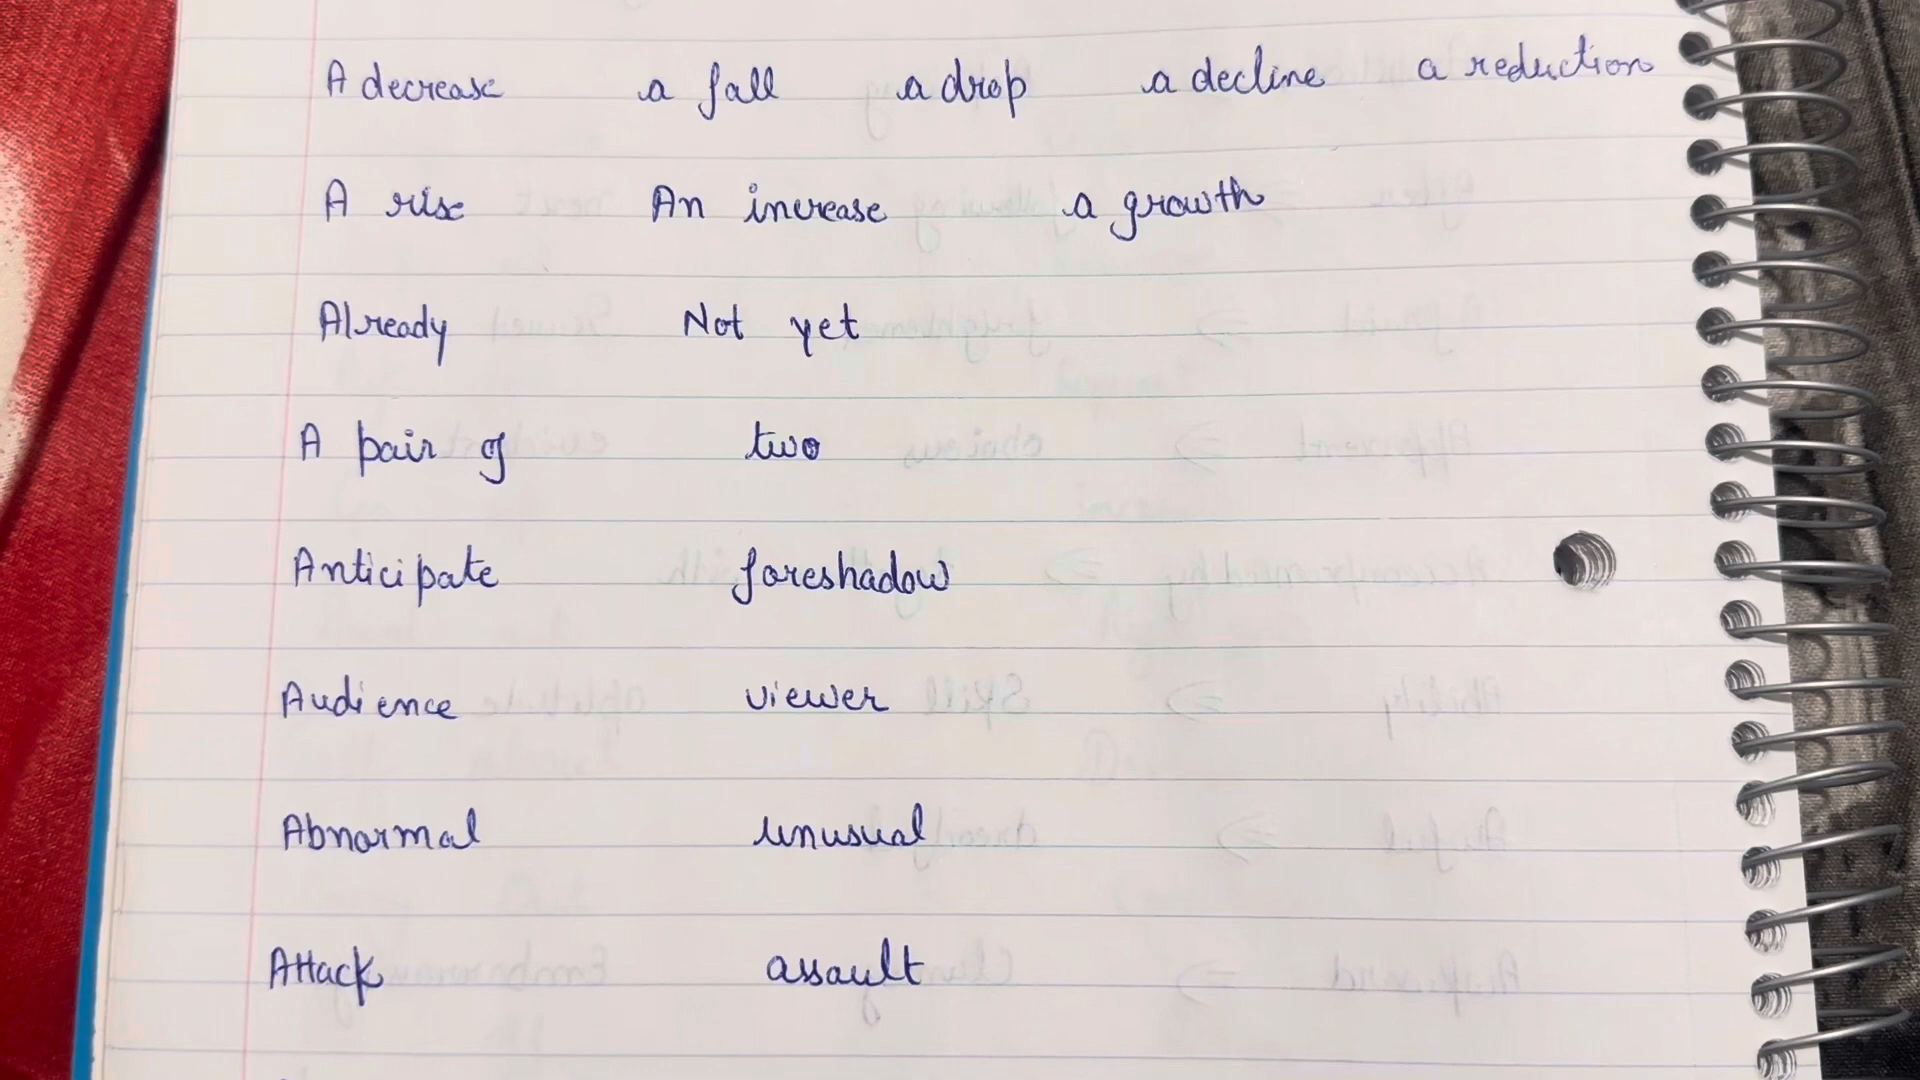 A decrease a fall a drop a decline a reduction
A rise An increase a growth
Already Not yet
A pair of two
Anticipate foreshadow
Audience viewer
Abnormal unusual
Attack assault